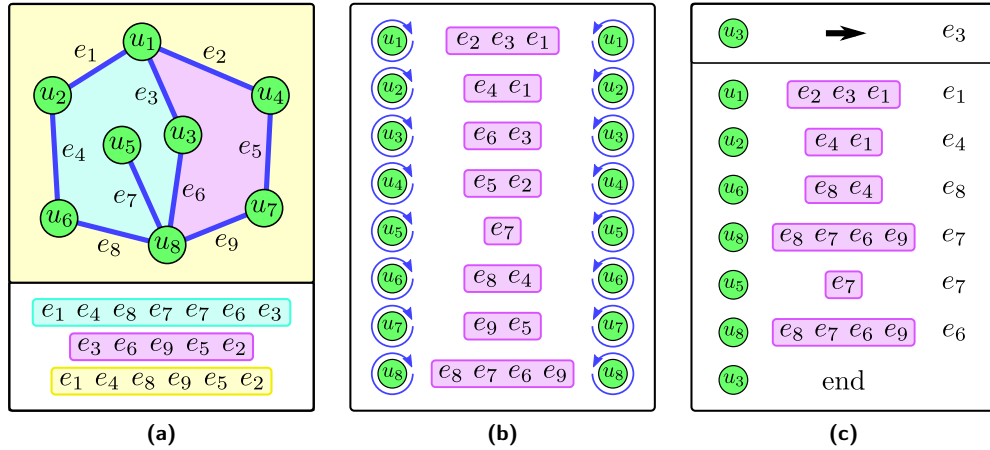 u1
e1 e2
u2 e3 u4
u5 u3
e4 e5
e7 e6
u6 u7
e8 u8 e9
e1 e4 e8 e7 e7 e6 e3
e3 e6 e9 e5 e2
e1 e4 e8 e9 e5 e2
(a)
u1 e2 e3 e1 u1
u2 e4 e1 u2
u3 e6 e3 u3
u4 e5 e2 u4
u5 e7 u5
u6 e8 e4 u6
u7 e9 e5 u7
u8 e8 e7 e6 e9 u8
(b)
u3 e3
u1 e2 e3 e1 e1
u2 e4 e1 e4
u6 e8 e4 e8
u8 e8 e7 e6 e9 e7
u5 e7 e7
u8 e8 e7 e6 e9 e6
u3 end
(c)